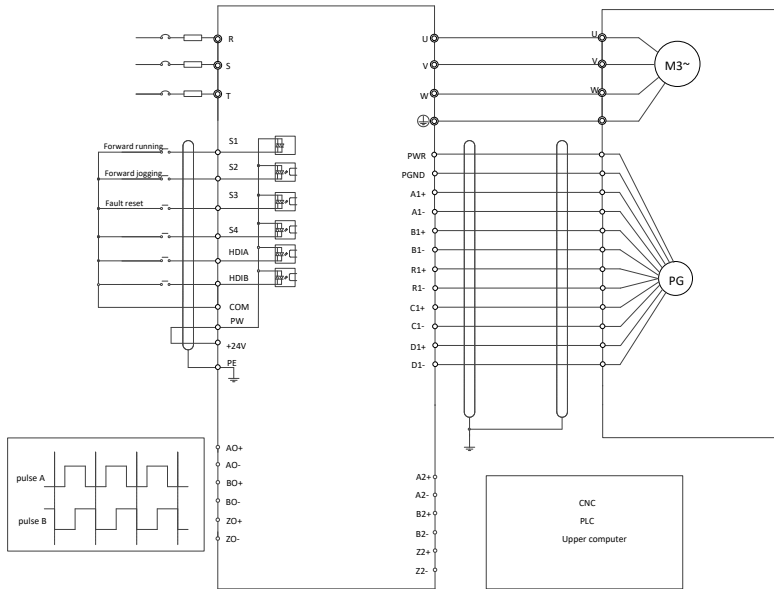 R
S
T
U
V
W
U
V
W
M3~
Forward running
Forward jogging
Fault reset
S1
S2
S3
S4
HDIA
HDIB
COM
PW
+24V
PE
PWR
PGND
A1+
A1-
B1+
B1-
R1+
R1-
C1+
C1-
D1+
D1-
PG
pulse A
pulse B
AO+
AO-
BO+
BO-
ZO+
ZO-
A2+
A2-
B2+
B2-
Z2+
Z2-
CNC
PLC
Upper computer